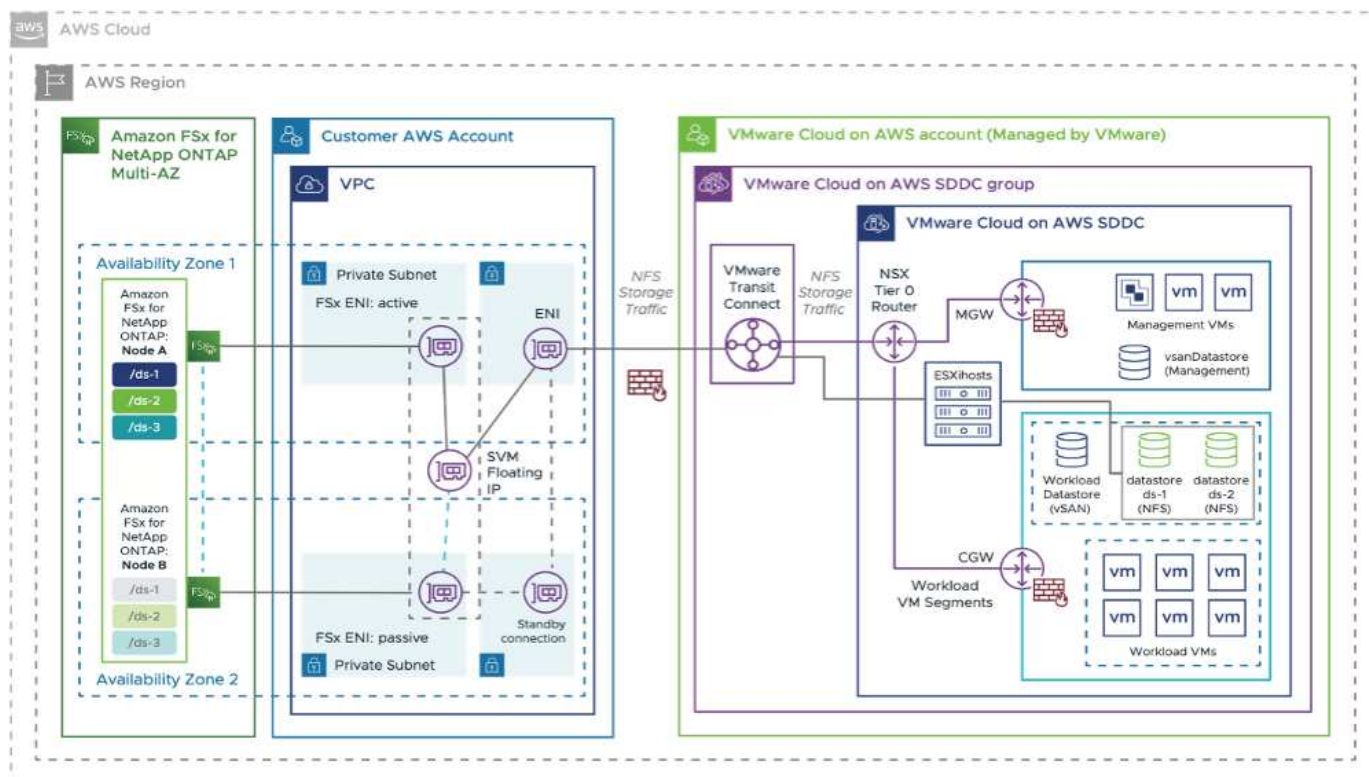 aws
AWS Cloud
AWS Region
FSx
Amazon FSx for
NetApp ONTAP
Multi-AZ
Customer AWS Account
VPC
Availability Zone 1
Amazon
FSx for
NetApp
ONTAP:
Node A
/ds-1
/ds-2
/ds-3
FSx
Private Subnet
FSx ENI: active
ENI
SVM
Floating
IP
Amazon
FSx for
NetApp
ONTAP:
Node B
/ds-1
/ds-2
/ds-3
FSx
FSx ENI: passive
Private Subnet
Standby
connection
Availability Zone 2
NFS
Storage
Traffic
VMware Cloud on AWS account (Managed by VMware)
VMware Cloud on AWS SDDC group
VMware Cloud on AWS SDDC
VMware
Transit
Connect
NFS
Storage
Traffic
NSX
Tier 0
Router
MGW
vm
vm
Management VMs
vsanDatastore
(Management)
ESXihosts
Workload
Datastore
(vSAN)
datastore
ds-1
(NFS)
datastore
ds-2
(NFS)
CGW
Workload
VM Segments
vm
vm
vm
vm
vm
vm
Workload VMs